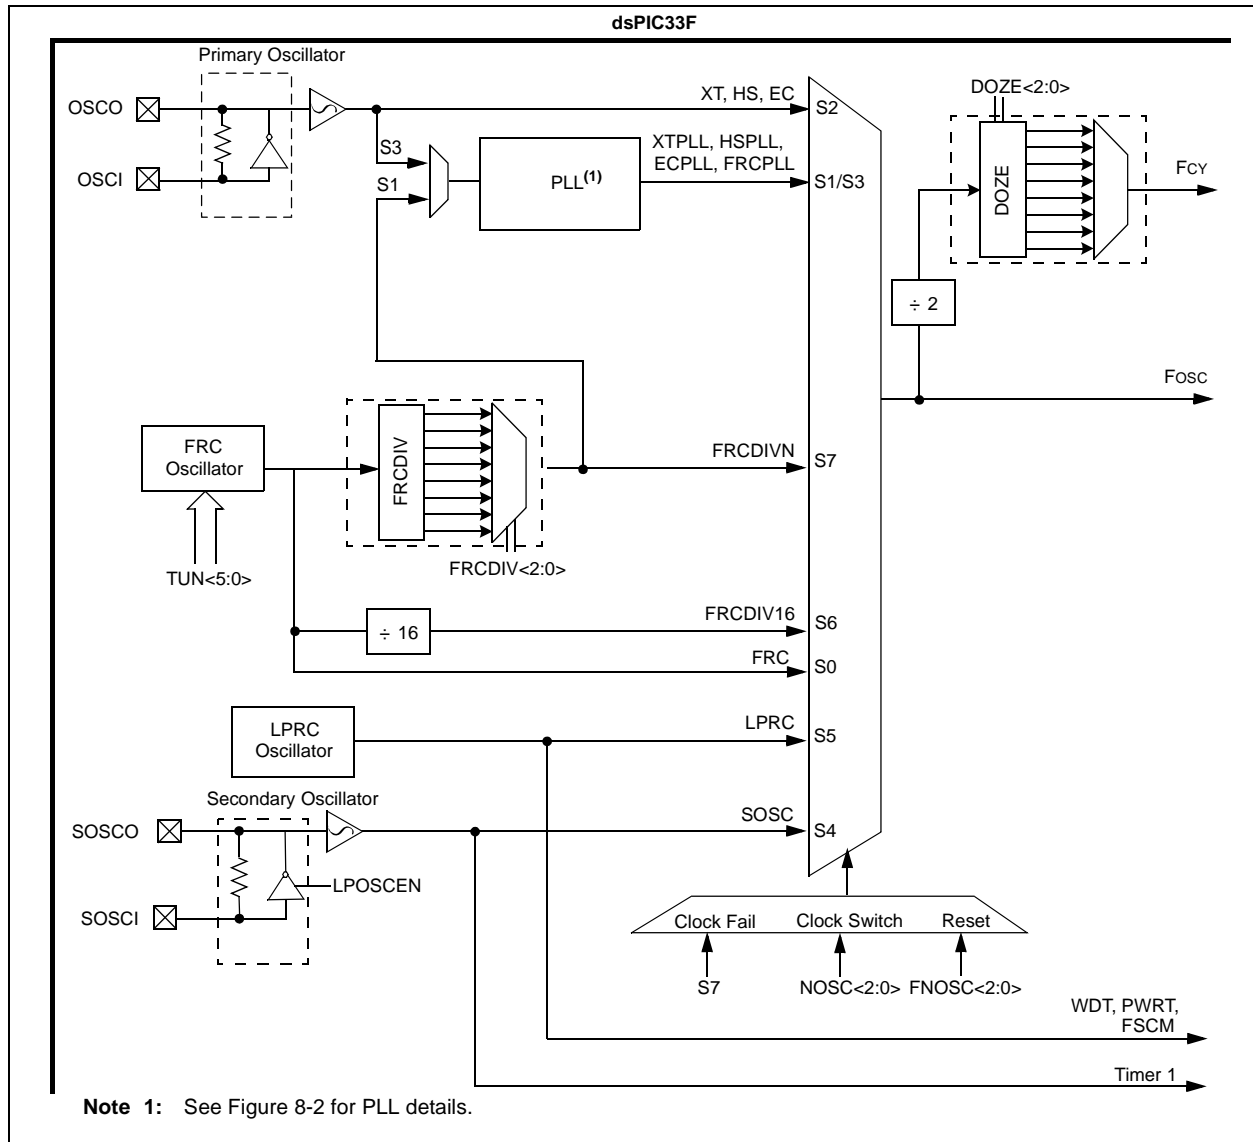 dsPIC33F
Primary Oscillator
OSCO
OSCI
XT, HS, EC
S2
S3
S1
PLL(1)
XTPLL, HSPLL,
ECPLL, FRCPLL
S1/S3
DOZE<2:0>
DOZE
FCY
÷ 2
FOSC
FRC
Oscillator
TUN<5:0>
FRCDIV
FRCDIV<2:0>
FRCDIVN
S7
÷ 16
FRCDIV16
S6
FRC
S0
LPRC
Oscillator
LPRC
S5
Secondary Oscillator
SOSCO
SOSCI
LPOSCEN
SOSC
S4
Clock Fail
Clock Switch
Reset
S7
NOSC<2:0>
FNOSC<2:0>
WDT, PWRT,
FSCM
Timer 1
Note 1: See Figure 8-2 for PLL details.